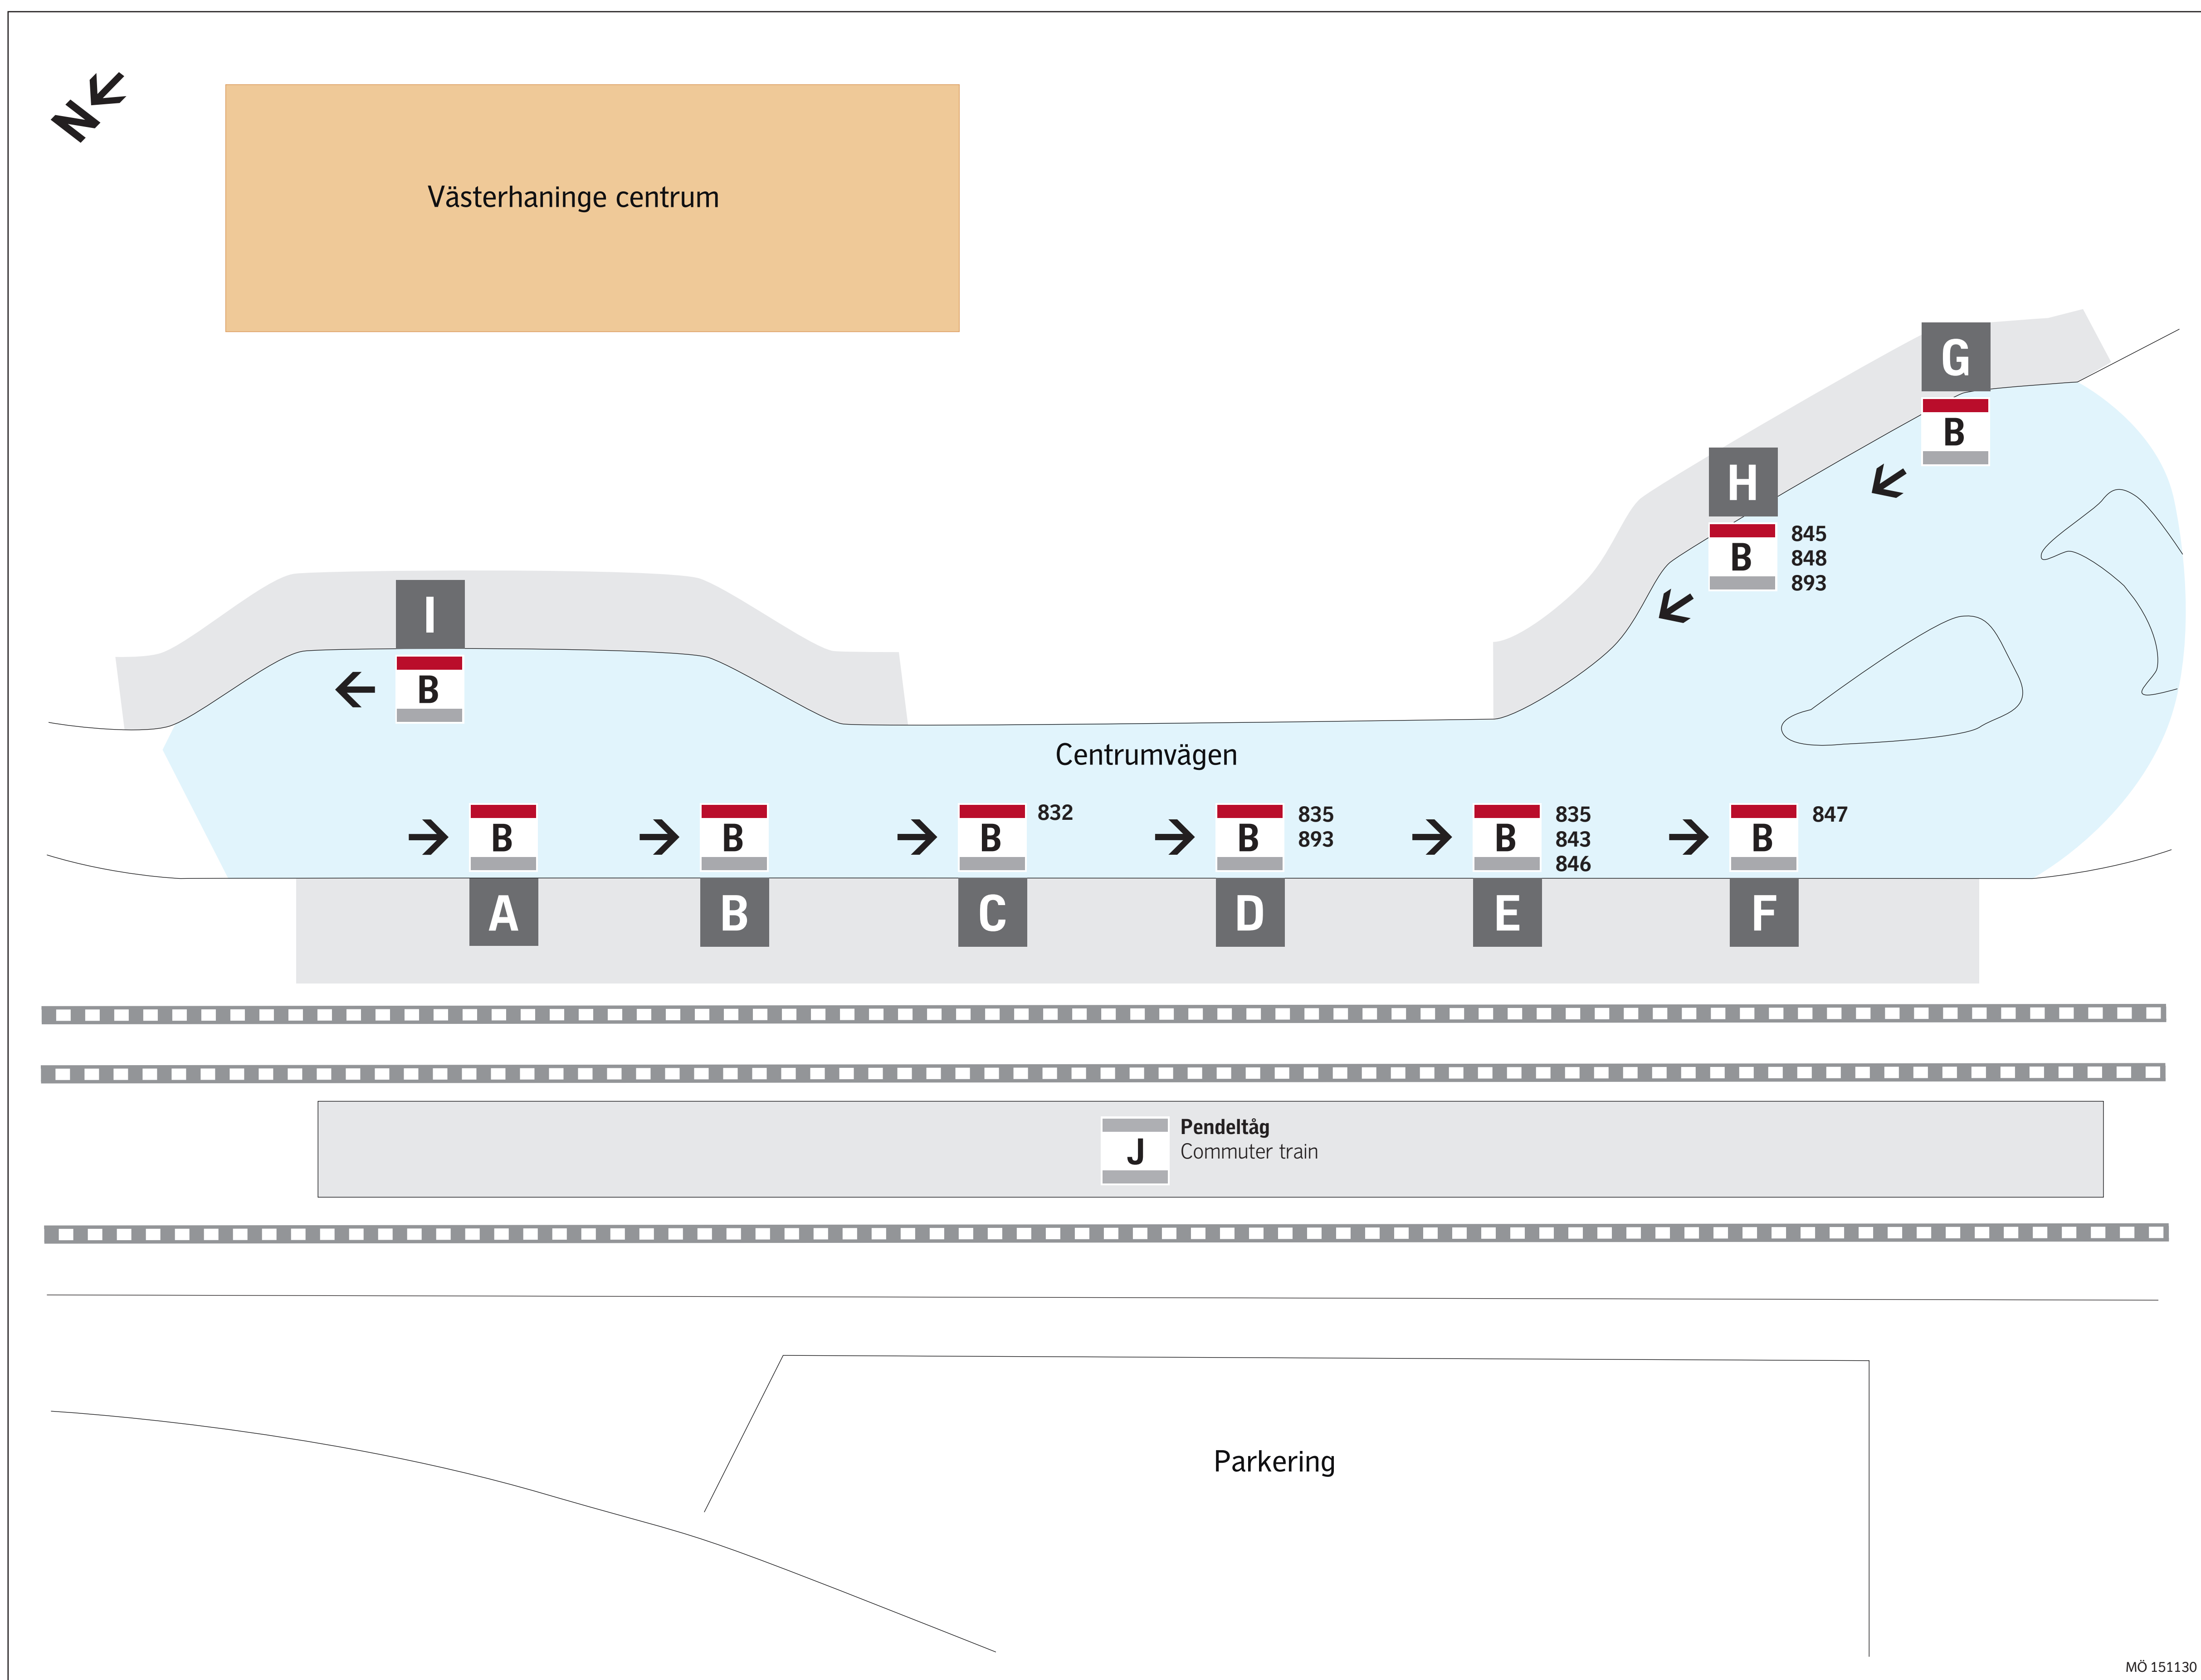 N
Västerhaninge centrum
G
B
H
B
845
848
893
I
B
Centrumvägen
B
B
B
832
B
835
893
B
835
843
846
B
847
A
B
C
D
E
F
J
Pendeltåg
Commuter train
Parkering
MÖ 151130